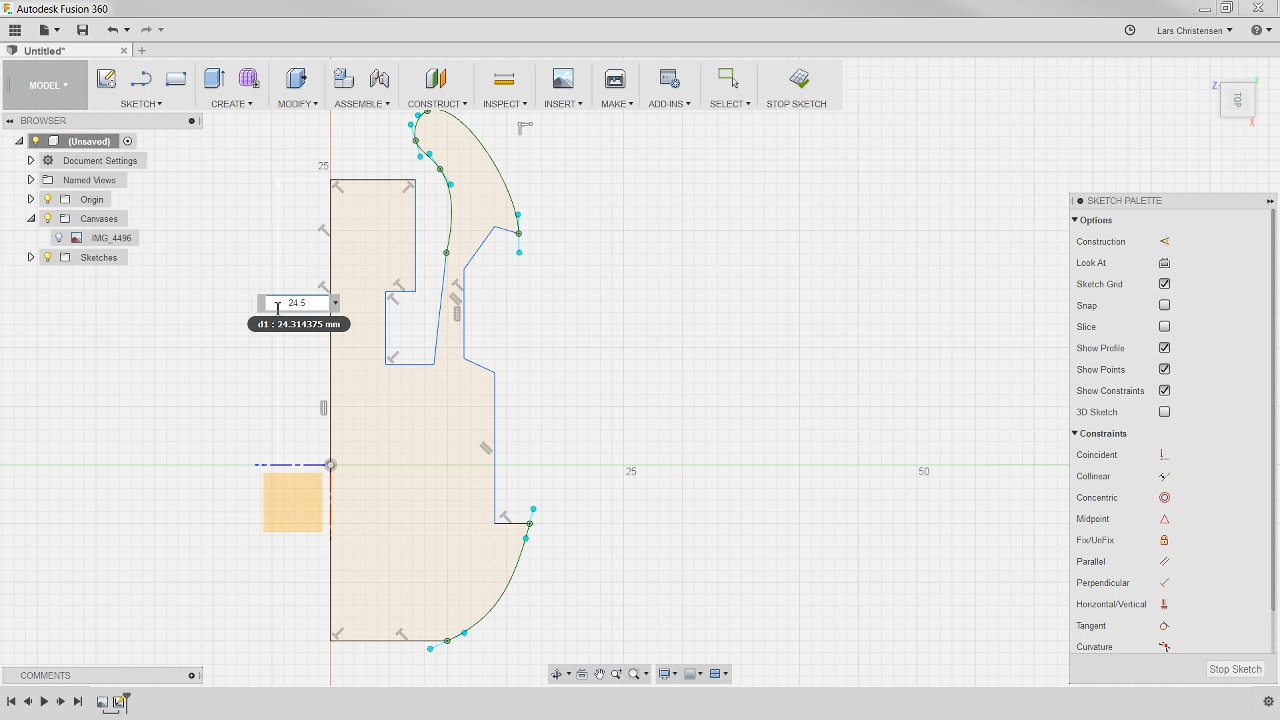 Autodesk Fusion 360
Lars Christensen
Untitled*
MODEL
SKETCH
CREATE
MODIFY
ASSEMBLE
CONSTRUCT
INSPECT
INSERT
MAKE
ADD-INS
SELECT
STOP SKETCH
BROWSER
(Unsaved)
Document Settings
Named Views
Origin
Canvases
IMG_4496
Sketches
25
24.5
d1 : 24.314375 mm
25
50
TOP
Z
X
Y
SKETCH PALETTE
Options
Construction
Look At
Sketch Grid
Snap
Slice
Show Profile
Show Points
Show Constraints
3D Sketch
Constraints
Coincident
Collinear
Concentric
Midpoint
Fix/UnFix
Parallel
Perpendicular
Horizontal/Vertical
Tangent
Curvature
Stop Sketch
COMMENTS